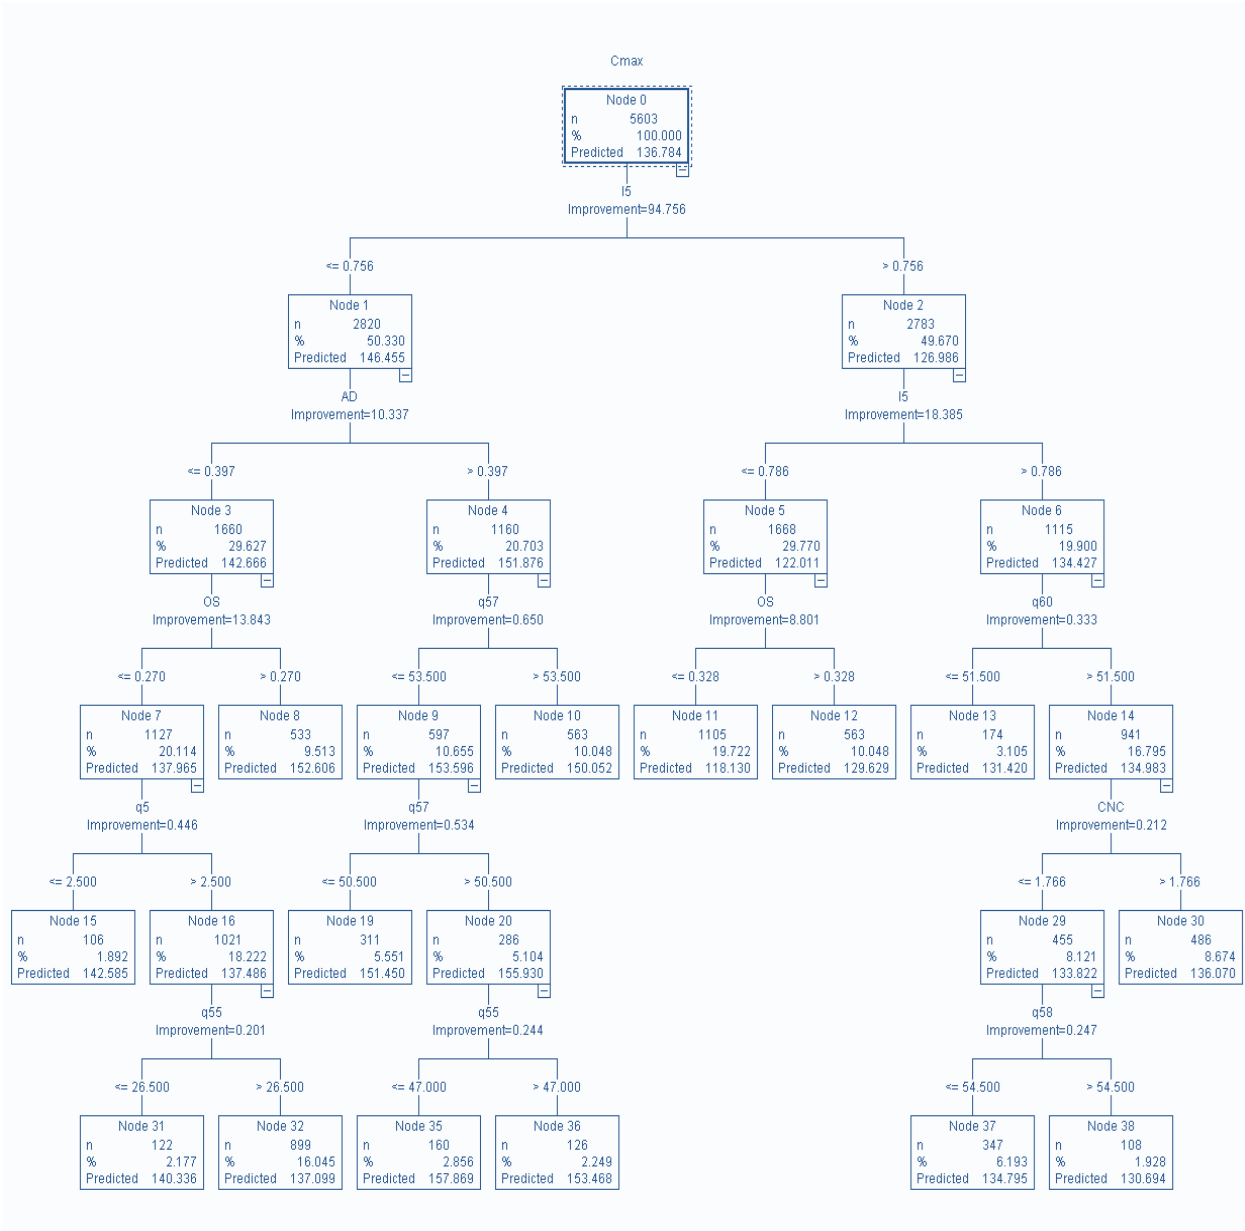 Cmax
Node 0
n 5603
% 100.000
Predicted 136.784
I5
Improvement=94.756
<= 0.756
> 0.756
Node 1
n 2820
% 50.330
Predicted 146.455
Node 2
n 2783
% 49.670
Predicted 126.986
AD
Improvement=10.337
I5
Improvement=18.385
<= 0.397
> 0.397
<= 0.786
> 0.786
Node 3
n 1660
% 29.627
Predicted 142.666
Node 4
n 1160
% 20.703
Predicted 151.876
Node 5
n 1668
% 29.770
Predicted 122.011
Node 6
n 1115
% 19.900
Predicted 134.427
OS
Improvement=13.843
q57
Improvement=0.650
OS
Improvement=8.801
q60
Improvement=0.333
<= 0.270
> 0.270
<= 53.500
> 53.500
<= 0.328
> 0.328
<= 51.500
> 51.500
Node 7
n 1127
% 20.114
Predicted 137.965
Node 8
n 533
% 9.513
Predicted 152.606
Node 9
n 597
% 10.655
Predicted 153.596
Node 10
n 563
% 10.048
Predicted 150.052
Node 11
n 1105
% 19.722
Predicted 118.130
Node 12
n 563
% 10.048
Predicted 129.629
Node 13
n 174
% 3.105
Predicted 131.420
Node 14
n 941
% 16.795
Predicted 134.983
q5
Improvement=0.446
q57
Improvement=0.534
CNC
Improvement=0.212
<= 2.500
> 2.500
<= 50.500
> 50.500
<= 1.766
> 1.766
Node 15
n 106
% 1.892
Predicted 142.585
Node 16
n 1021
% 18.222
Predicted 137.486
Node 19
n 311
% 5.551
Predicted 151.450
Node 20
n 286
% 5.104
Predicted 155.930
Node 29
n 455
% 8.121
Predicted 133.822
Node 30
n 486
% 8.674
Predicted 136.070
q55
Improvement=0.201
q55
Improvement=0.244
q58
Improvement=0.247
<= 26.500
> 26.500
<= 47.000
> 47.000
<= 54.500
> 54.500
Node 31
n 122
% 2.177
Predicted 140.336
Node 32
n 899
% 16.045
Predicted 137.099
Node 35
n 160
% 2.856
Predicted 157.869
Node 36
n 126
% 2.249
Predicted 153.468
Node 37
n 347
% 6.193
Predicted 134.795
Node 38
n 108
% 1.928
Predicted 130.694